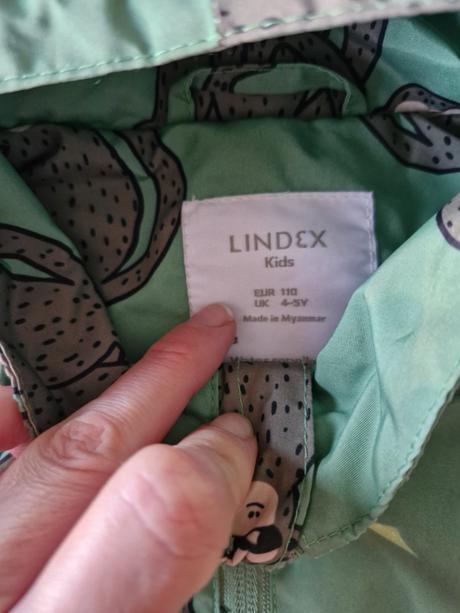 LINDEX
Kids
EUR 110
UK 4-5Y
Made in Myanmar